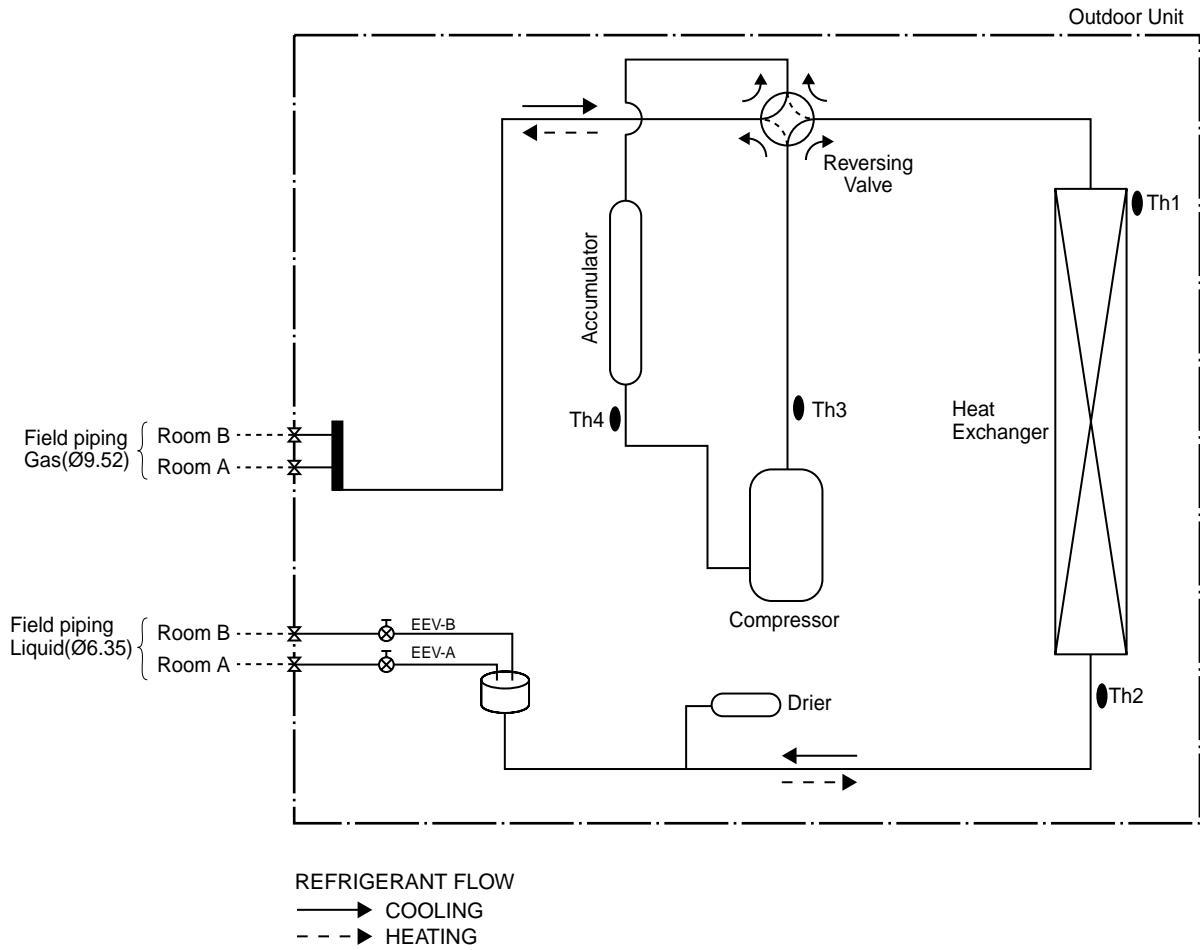 Outdoor Unit
Reversing
Valve
Th1
Accumulator
Th4
Th3
Heat
Exchanger
Field piping
Gas(Ø9.52)
Room B
Room A
Compressor
Field piping
Liquid(Ø6.35)
Room B
Room A
EEV-B
EEV-A
Drier
Th2
REFRIGERANT FLOW
COOLING
HEATING